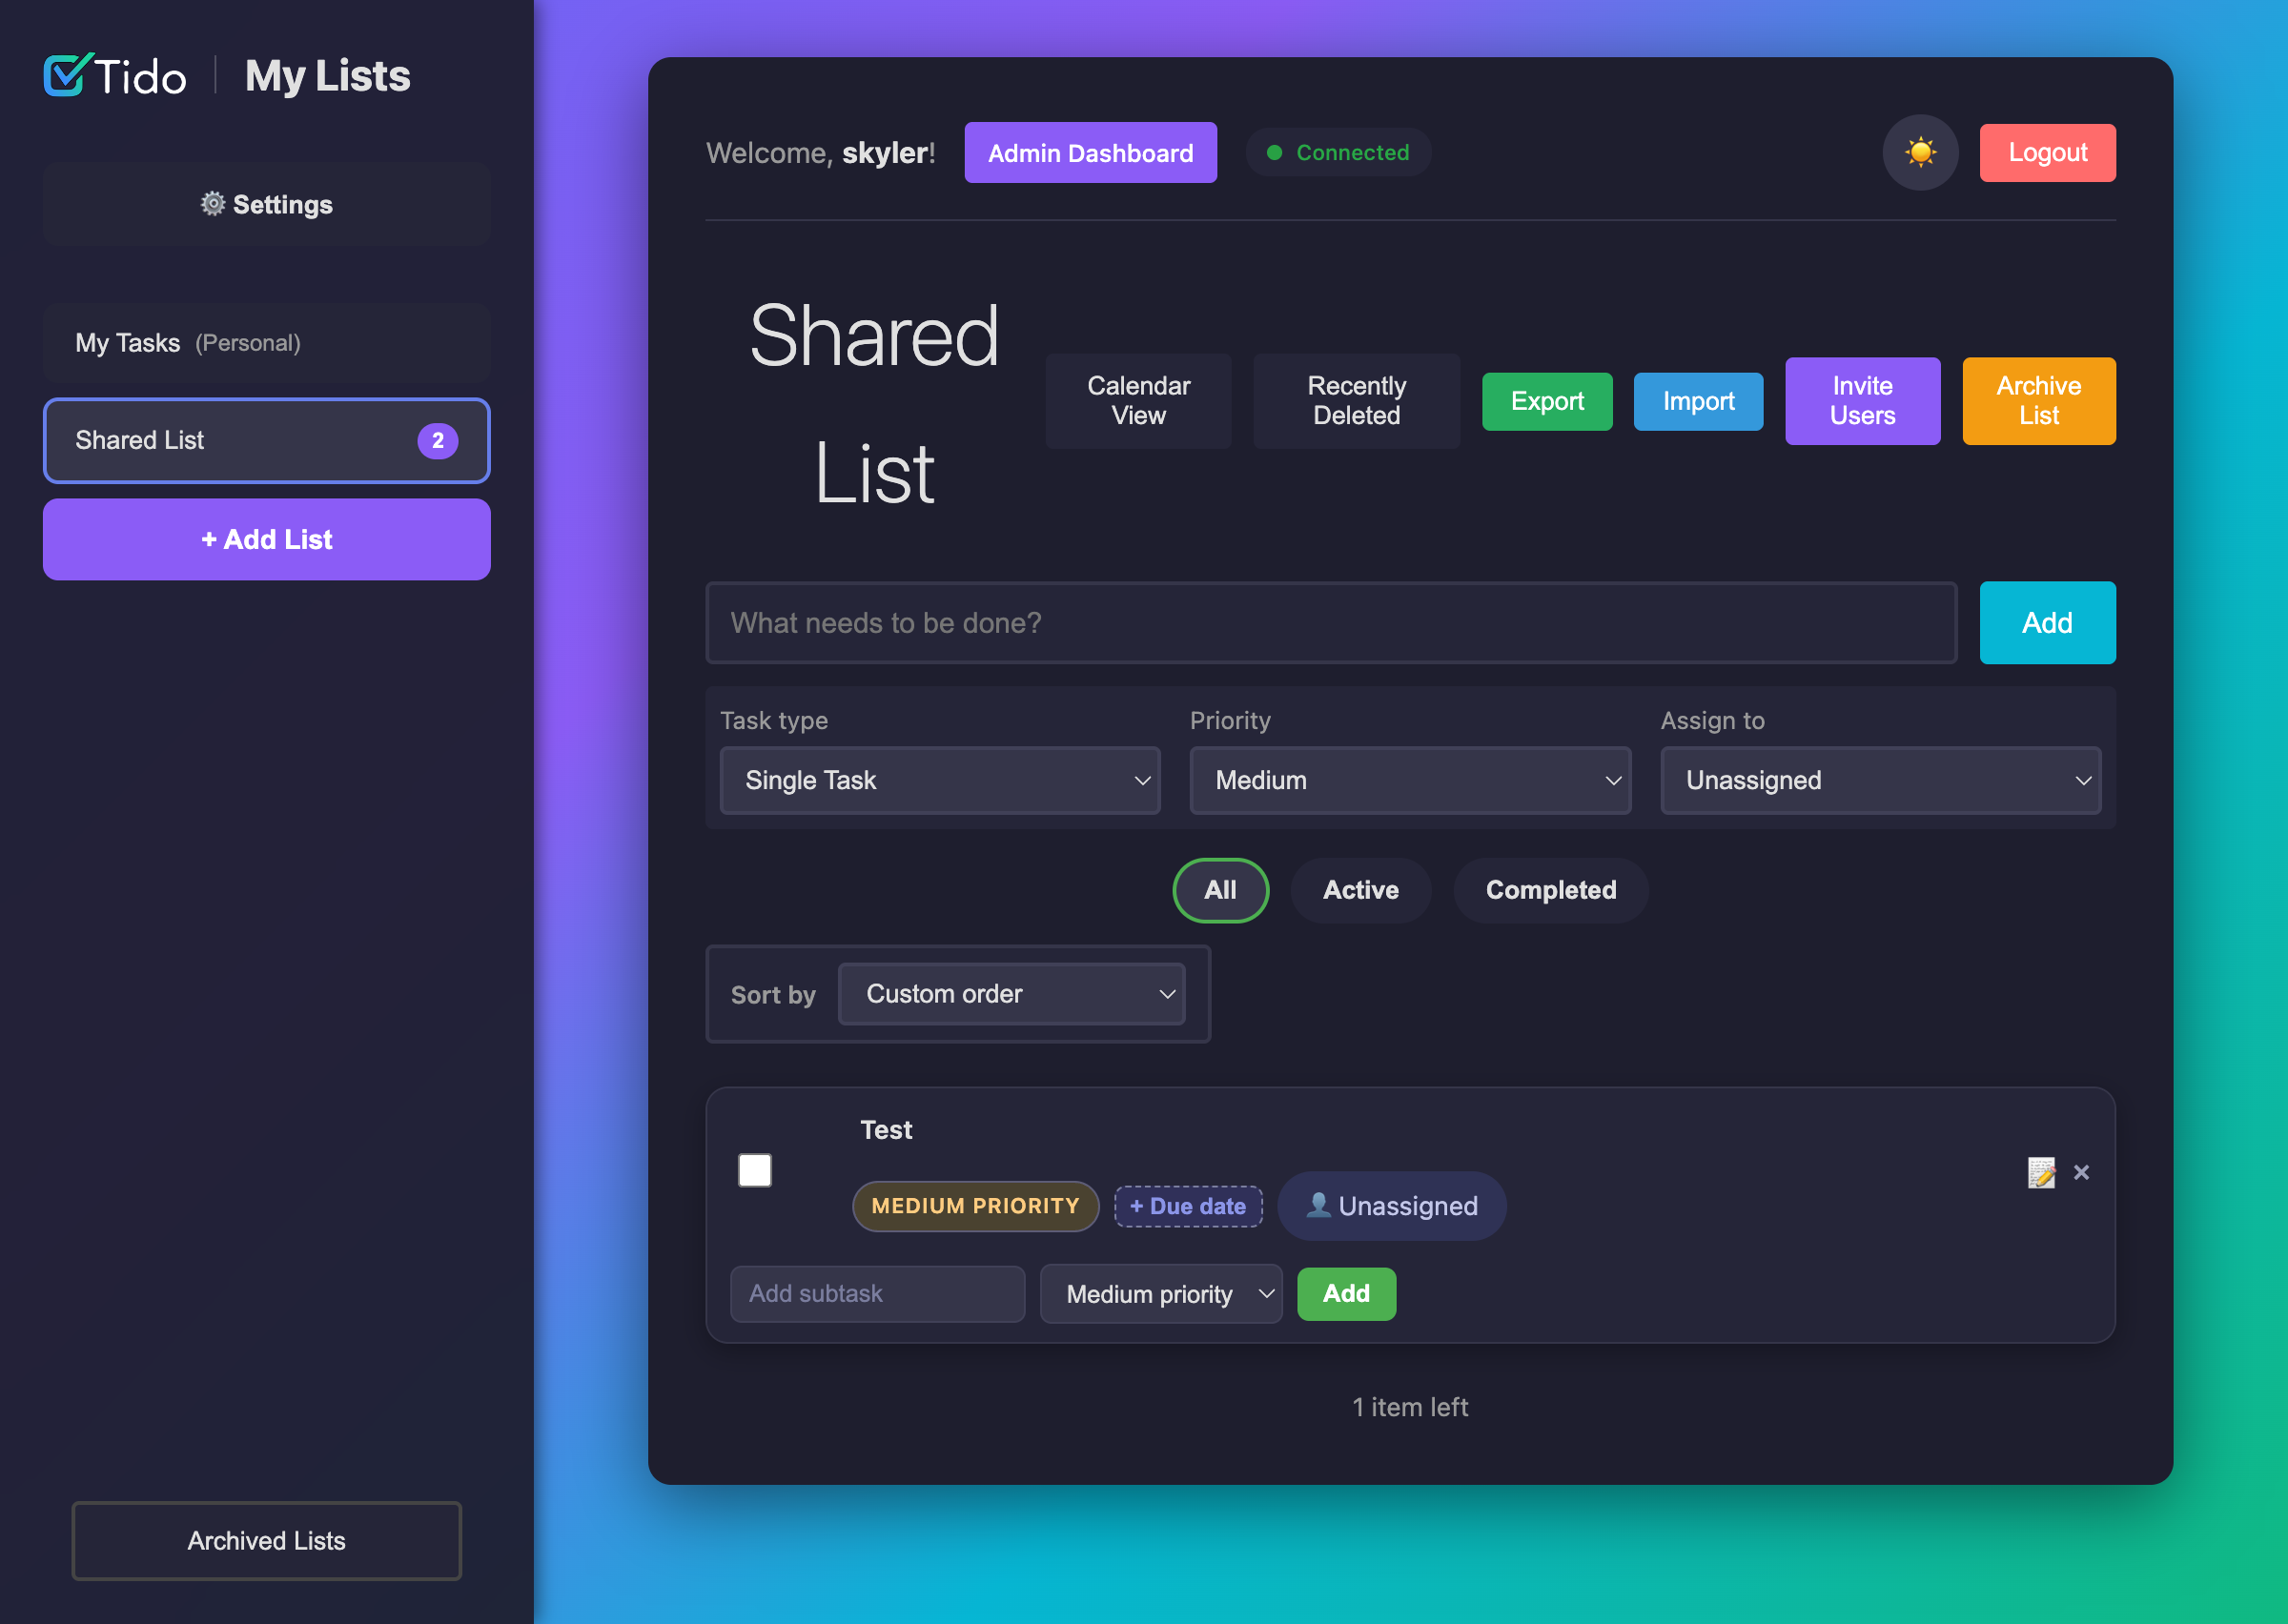 Tido
My Lists
⚙️ Settings
My Tasks (Personal)
Shared List 2
+ Add List
Archived Lists
Welcome, skyler!
Admin Dashboard
Connected
Logout
Shared
List
Calendar
View
Recently
Deleted
Export
Import
Invite
Users
Archive
List
What needs to be done?
Add
Task type
Single Task
Priority
Medium
Assign to
Unassigned
All
Active
Completed
Sort by
Custom order
Test
MEDIUM PRIORITY
+ Due date
👤 Unassigned
📝 ×
Add subtask
Medium priority
Add
1 item left